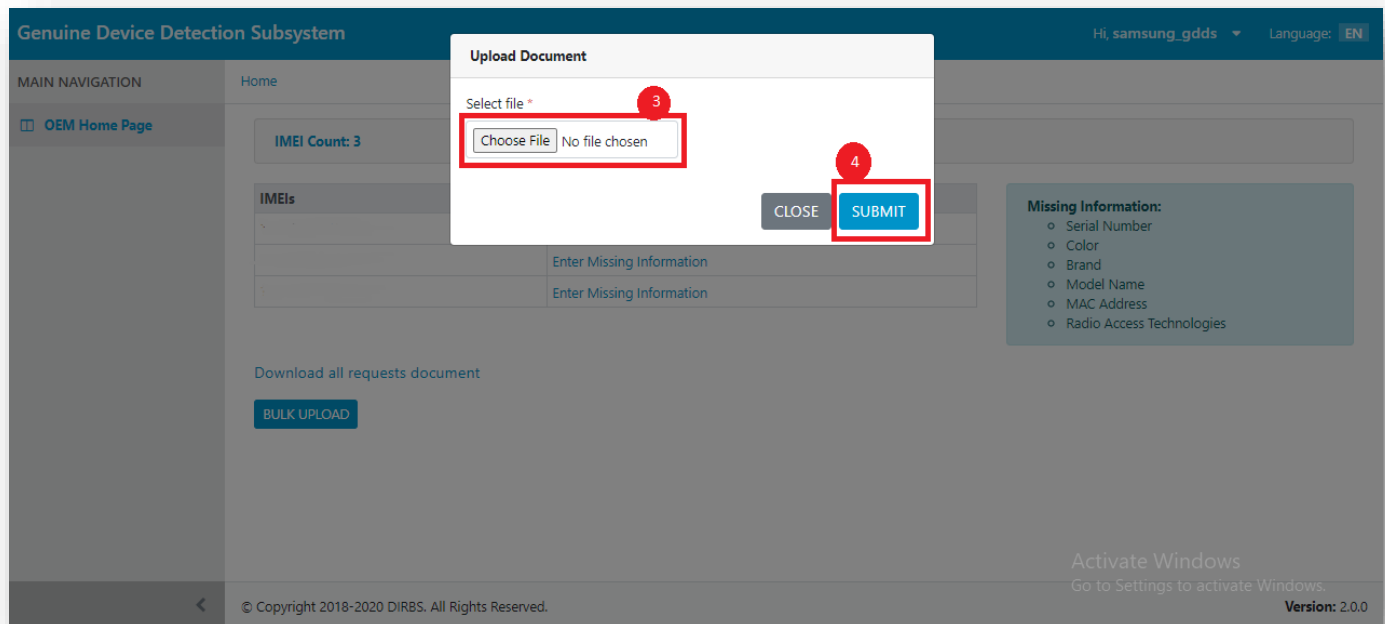 Genuine Device Detection Subsystem
Hi, samsung_gdds
Language: EN
MAIN NAVIGATION
OEM Home Page
Home
IMEI Count: 3
Upload Document
Select file *
3
Choose File No file chosen
4
CLOSE
SUBMIT
IMEIs
Enter Missing Information
Enter Missing Information
Missing Information:
Serial Number
Color
Brand
Model Name
MAC Address
Radio Access Technologies
Download all requests document
BULK UPLOAD
Activate Windows
Go to Settings to activate Windows.
© Copyright 2018-2020 DIRBS. All Rights Reserved.
Version: 2.0.0